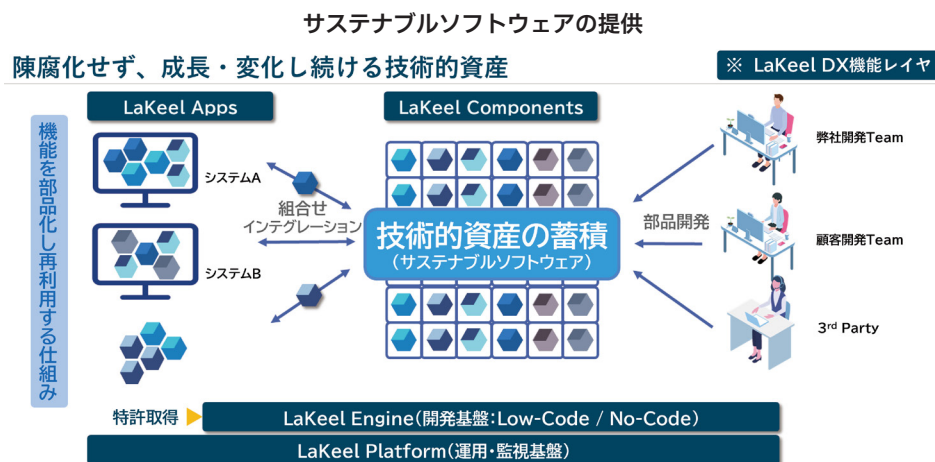 サステナブルソフトウェアの提供
陳腐化せず、成長・変化し続ける技術的資産
※ LaKeel DX機能レイヤ
機能を部品化し再利用する仕組み
LaKeel Apps
システムA
システムB
組合せ
インテグレーション
LaKeel Components
技術的資産の蓄積
(サステナブルソフトウェア)
部品開発
弊社開発Team
顧客開発Team
3rd Party
特許取得
LaKeel Engine(開発基盤:Low-Code / No-Code)
LaKeel Platform(運用・監視基盤)